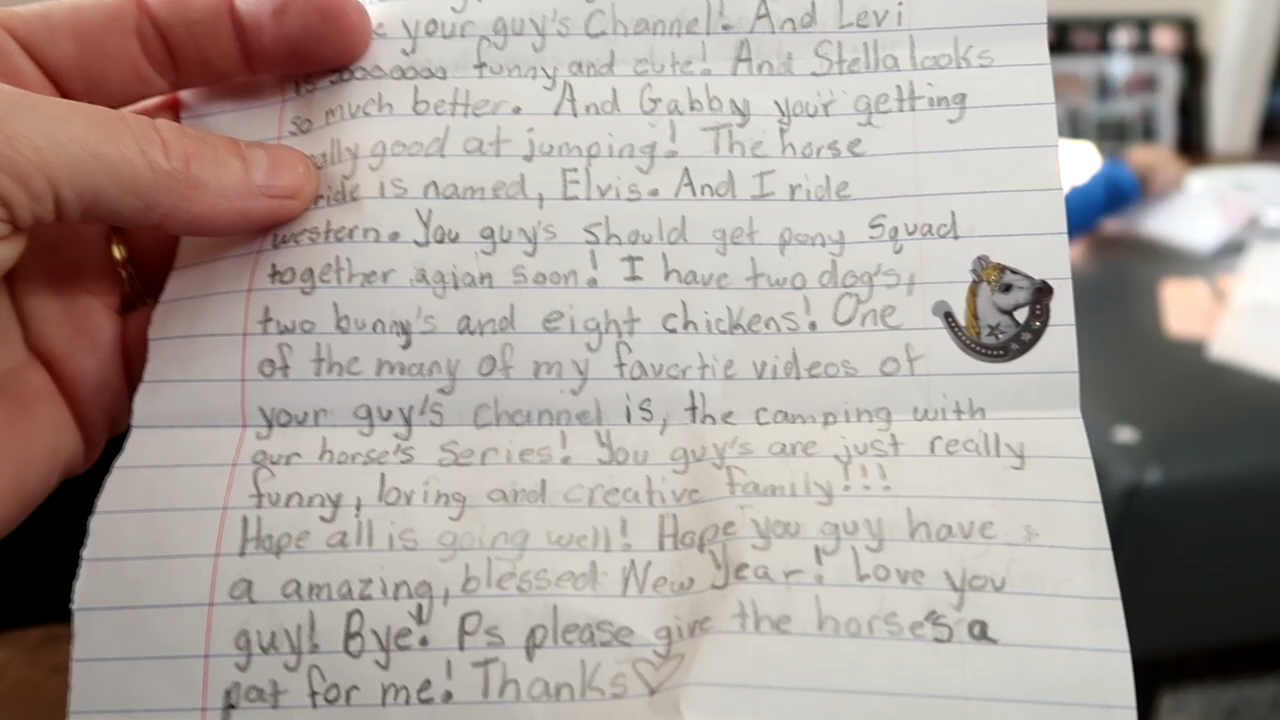 your guy's Channel! And Levi
is soooooooo funny and cute! And Stella looks
so much better. And Gabby your getting
good at jumping! The horse
ride is named, Elvis. And I ride
western. You guy's should get pony Squad
together agian soon! I have two dog's,
two bunny's and eight chickens! One
of the many of my favortie videos of
your guy's channel is, the camping with
our horse's Series! You guy's are just really
funny, loving and creative family!!!
Hope all is going well! Hope you guy have
a amazing, blessed New Year! Love you
guy! Bye! Ps please give the horses a
pat for me! Thanks♡